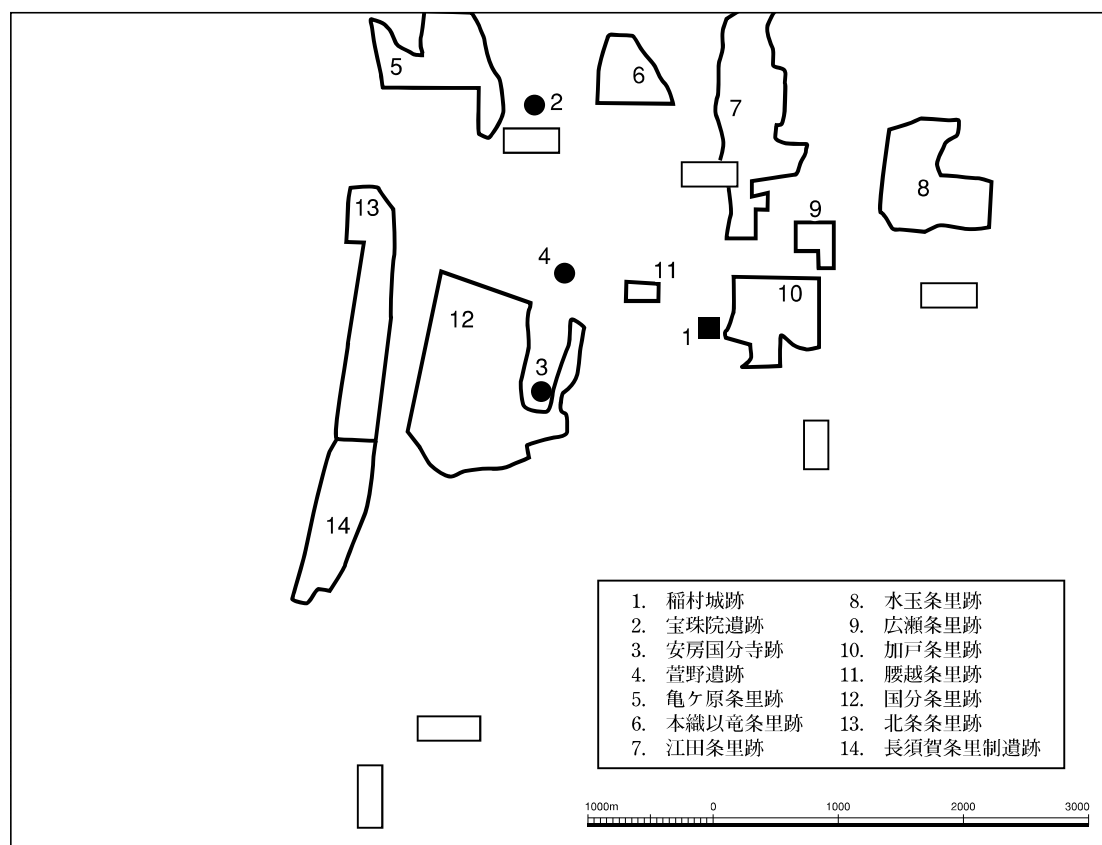 5
6
2
7
8
13
9
4
11
10
12
1
3
14
1. 稲村城跡
2. 宝珠院遺跡
3. 安房国分寺跡
4. 萱野遺跡
5. 亀ケ原条里跡
6. 本織以竜条里跡
7. 江田条里跡
8. 水玉条里跡
9. 広瀬条里跡
10. 加戸条里跡
11. 腰越条里跡
12. 国分条里跡
13. 北条条里跡
14. 長須賀条里制遺跡
1000m 0 1000 2000 3000